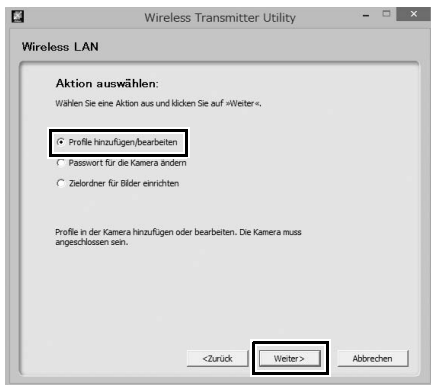 Wireless Transmitter Utility
Wireless LAN
Aktion auswählen:
Wählen Sie eine Aktion aus und klicken Sie auf »Weiter«.
Profile hinzufügen/bearbeiten
Passwort für die Kamera ändern
Zielordner für Bilder einrichten
Profile in der Kamera hinzufügen oder bearbeiten. Die Kamera muss
angeschlossen sein.
<Zurück Weiter> Abbrechen